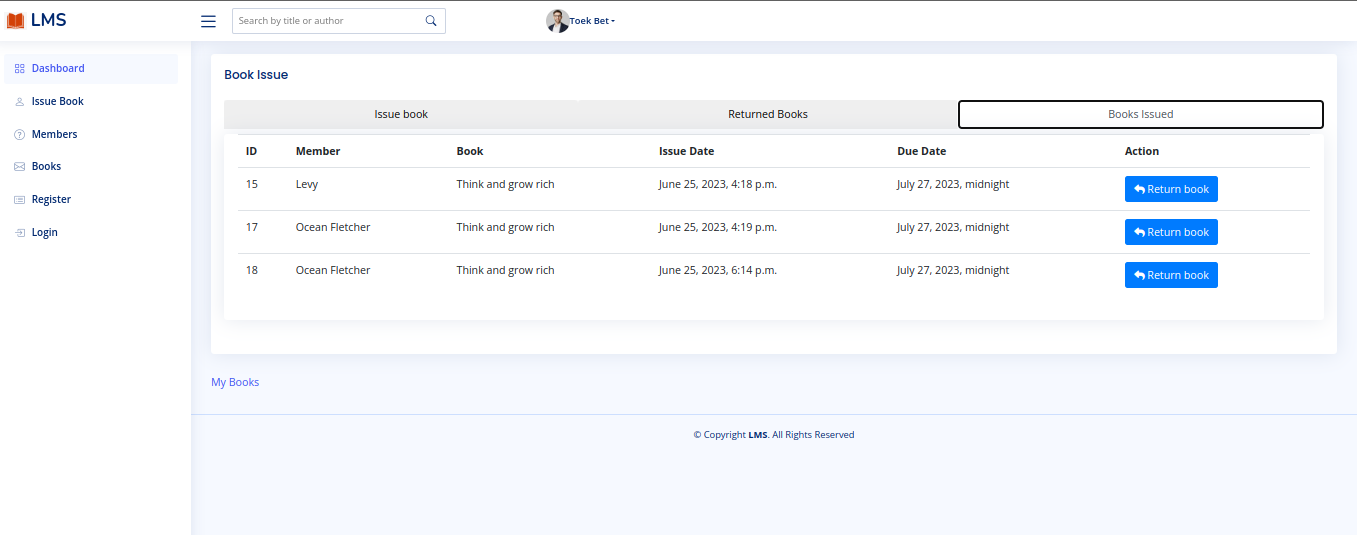 LMS
Search by title or author
Toek Bet
Dashboard
Issue Book
Members
Books
Register
Login
Book Issue
Issue book Returned Books Books Issued
ID Member Book Issue Date Due Date Action
15 Levy Think and grow rich June 25, 2023, 4:18 p.m. July 27, 2023, midnight Return book
17 Ocean Fletcher Think and grow rich June 25, 2023, 4:19 p.m. July 27, 2023, midnight Return book
18 Ocean Fletcher Think and grow rich June 25, 2023, 6:14 p.m. July 27, 2023, midnight Return book
My Books
© Copyright LMS. All Rights Reserved